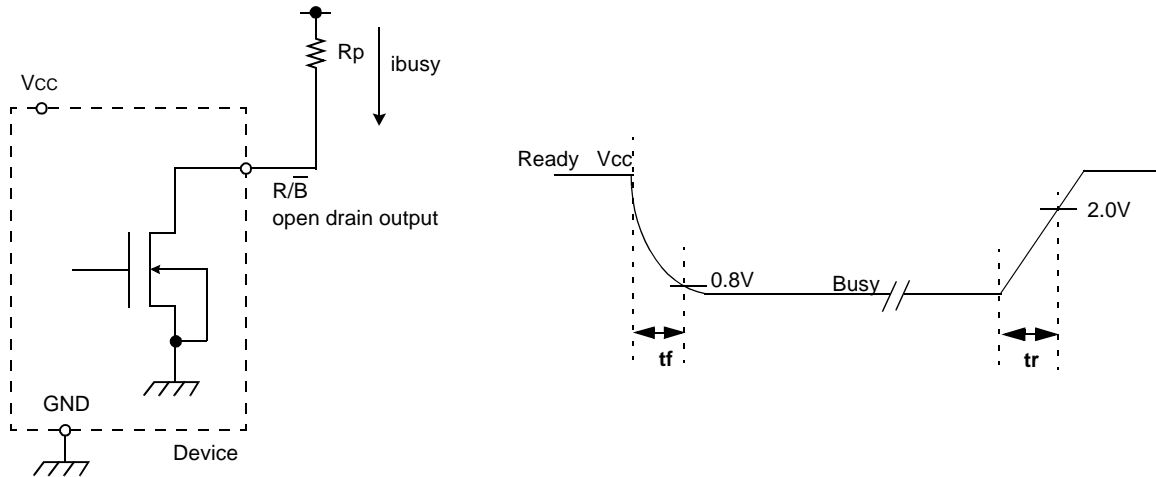 Rp
ibusy
VCC
R/B̅
open drain output
GND
Device
Ready Vcc
2.0V
0.8V
Busy
tf
tr